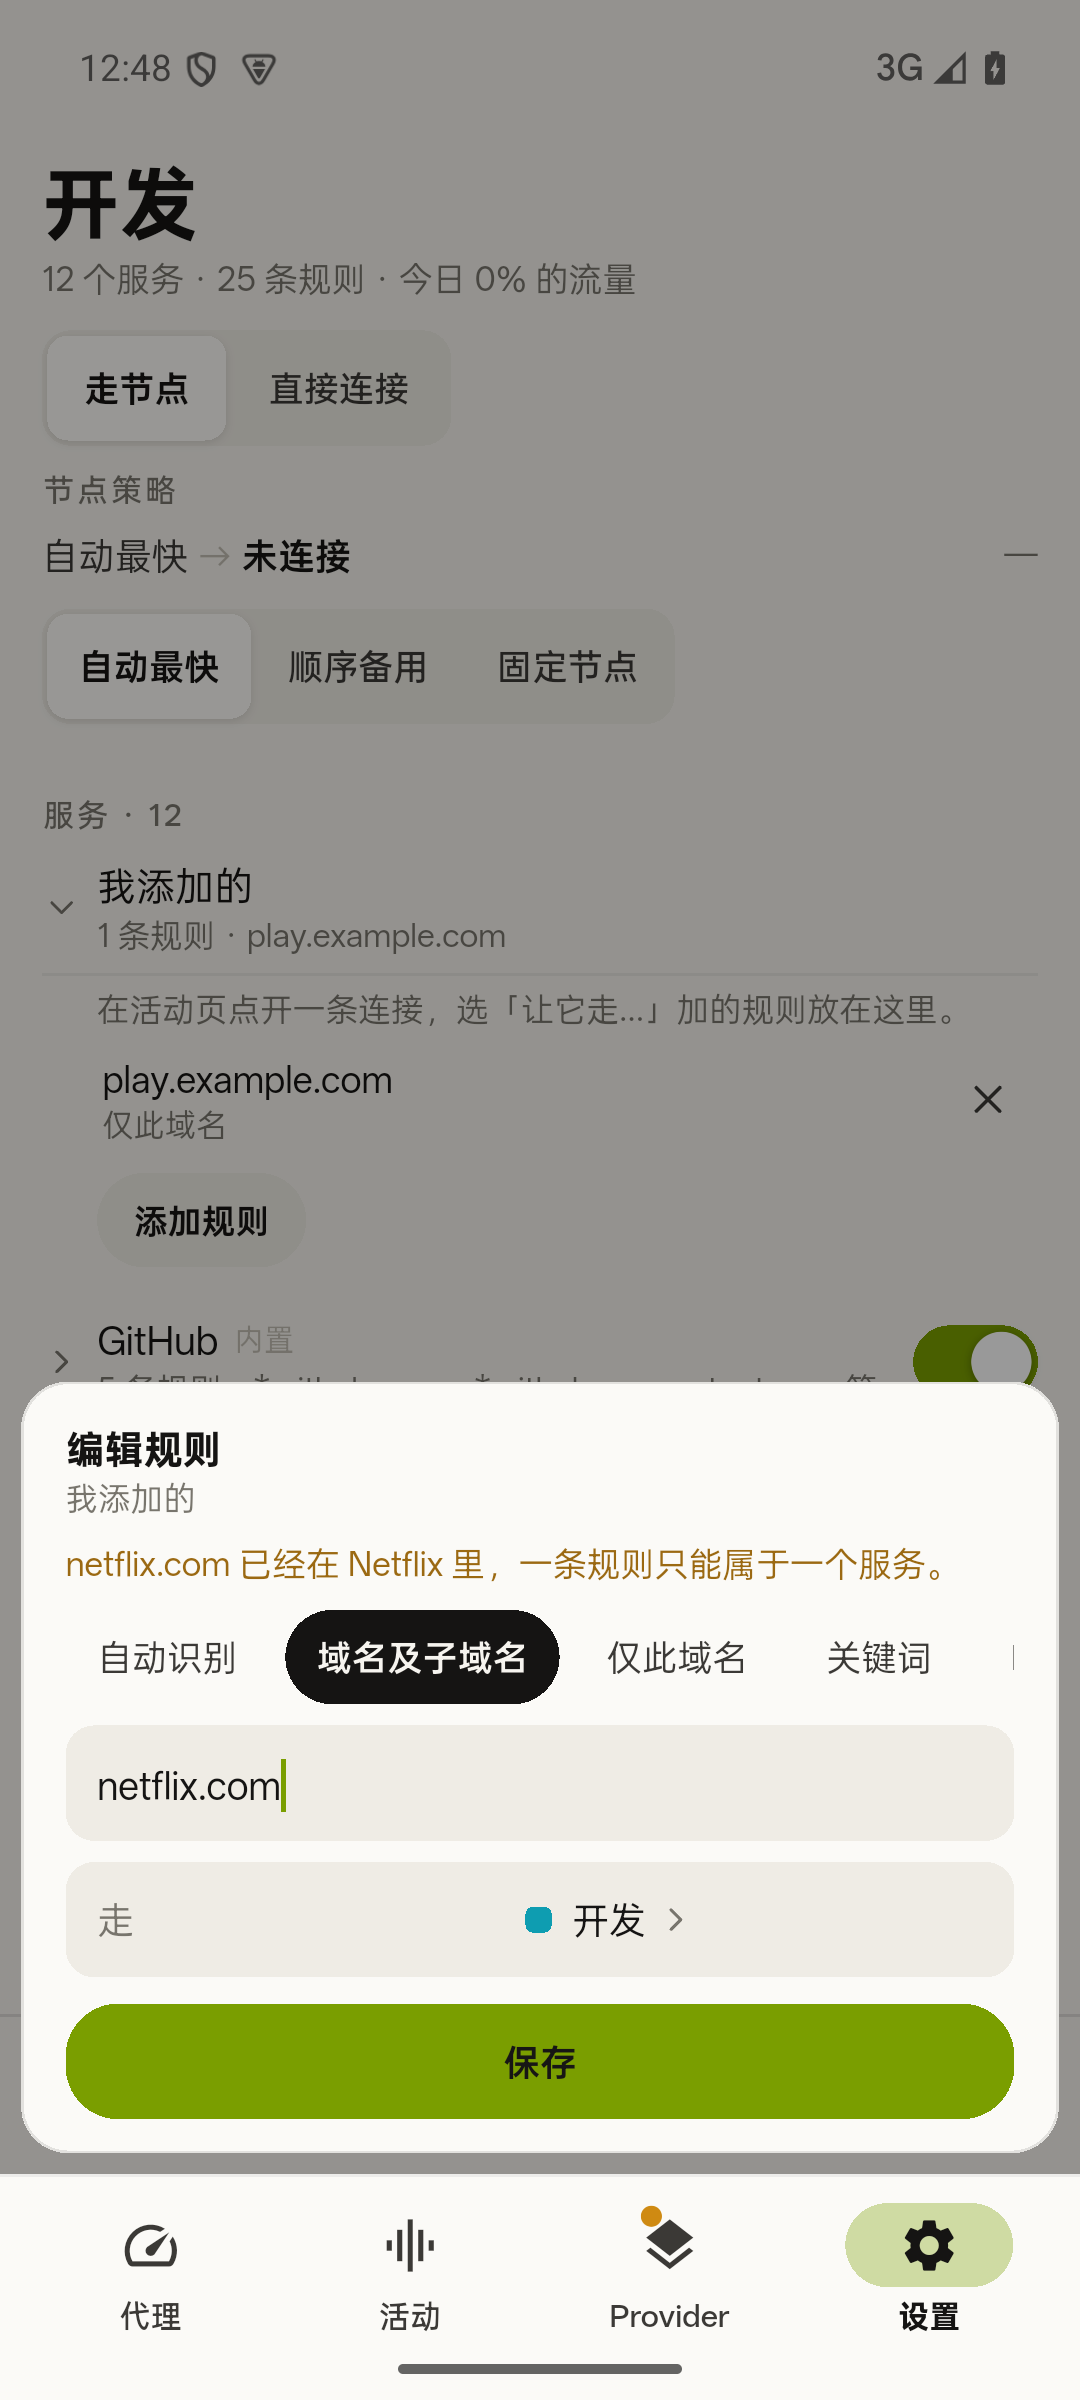 12:48
3G
开发
12 个服务 · 25 条规则 · 今日 0% 的流量
走节点 直接连接
节点策略
自动最快 → 未连接 —
自动最快 顺序备用 固定节点
服务 · 12
我添加的
1 条规则 · play.example.com
在活动页点开一条连接，选「让它走...」加的规则放在这里。
play.example.com
仅此域名
添加规则
GitHub 内置
编辑规则
我添加的
netflix.com 已经在 Netflix 里，一条规则只能属于一个服务。
自动识别 域名及子域名 仅此域名 关键词
netflix.com
走 开发
保存
代理 活动 Provider 设置